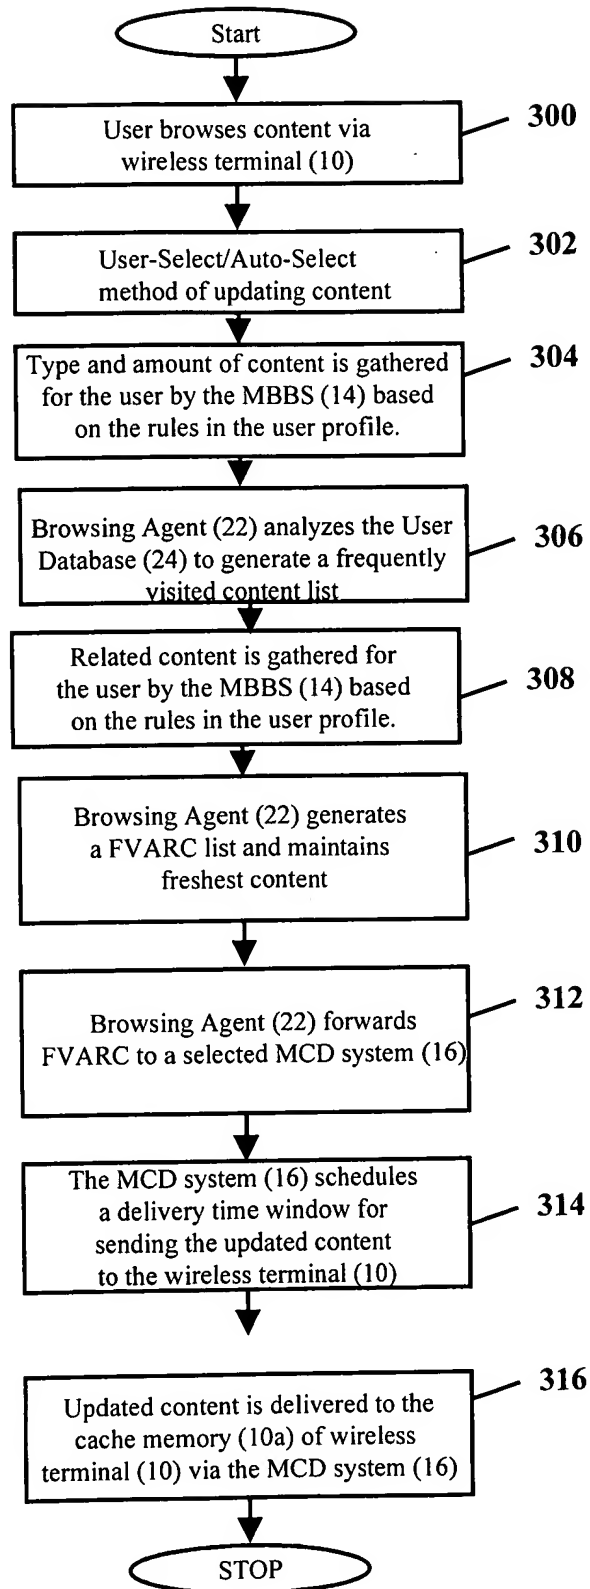 Start
User browses content via
wireless terminal (10)
300
User-Select/Auto-Select
method of updating content
302
Type and amount of content is gathered
for the user by the MBBS (14) based
on the rules in the user profile.
304
Browsing Agent (22) analyzes the User
Database (24) to generate a frequently
visited content list
306
Related content is gathered for
the user by the MBBS (14) based
on the rules in the user profile.
308
Browsing Agent (22) generates
a FVARC list and maintains
freshest content
310
Browsing Agent (22) forwards
FVARC to a selected MCD system (16)
312
The MCD system (16) schedules
a delivery time window for
sending the updated content
to the wireless terminal (10)
314
Updated content is delivered to the
cache memory (10a) of wireless
terminal (10) via the MCD system (16)
316
STOP